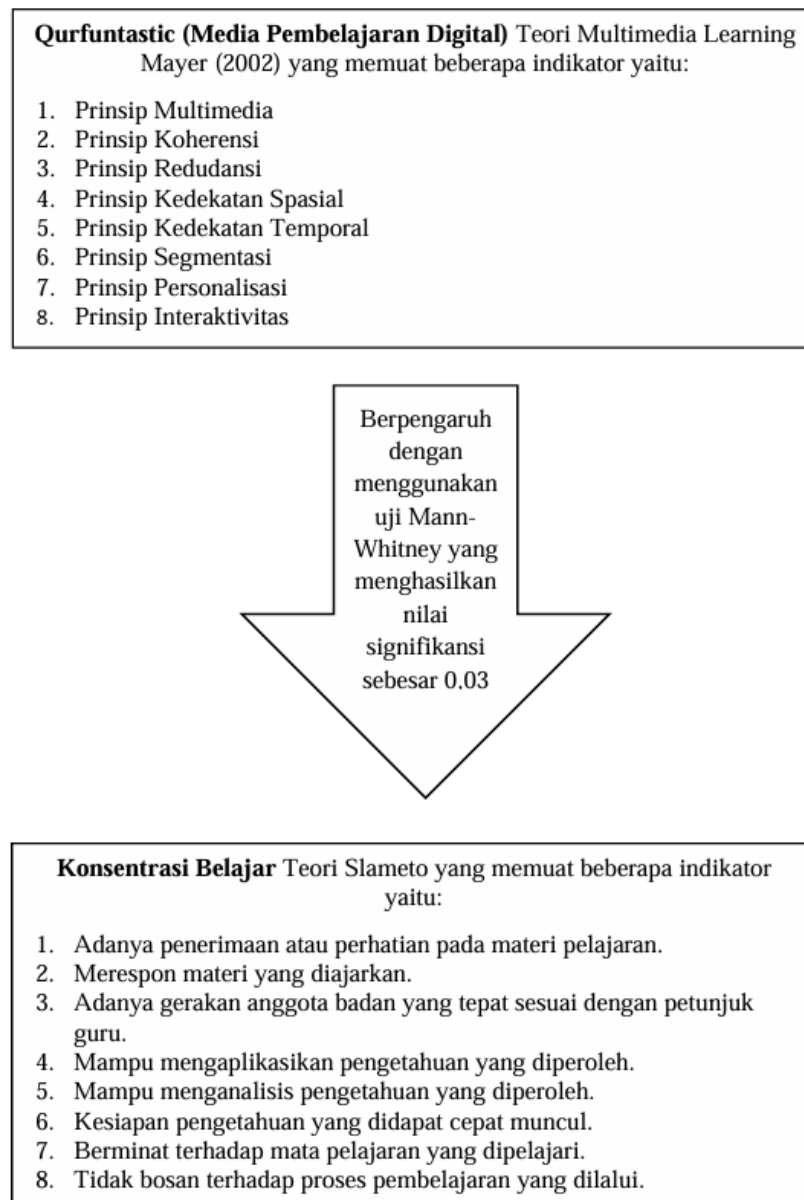 Qurfuntastic (Media Pembelajaran Digital) Teori Multimedia Learning
Mayer (2002) yang memuat beberapa indikator yaitu:
1. Prinsip Multimedia
2. Prinsip Koherensi
3. Prinsip Redudansi
4. Prinsip Kedekatan Spasial
5. Prinsip Kedekatan Temporal
6. Prinsip Segmentasi
7. Prinsip Personalisasi
8. Prinsip Interaktivitas
Berpengaruh
dengan
menggunakan
uji Mann-
Whitney yang
menghasilkan
nilai
signifikansi
sebesar 0.03
Konsentrasi Belajar Teori Slameto yang memuat beberapa indikator
yaitu:
1. Adanya penerimaan atau perhatian pada materi pelajaran.
2. Merespon materi yang diajarkan.
3. Adanya gerakan anggota badan yang tepat sesuai dengan petunjuk
guru.
4. Mampu mengaplikasikan pengetahuan yang diperoleh.
5. Mampu menganalisis pengetahuan yang diperoleh.
6. Kesiapan pengetahuan yang didapat cepat muncul.
7. Berminat terhadap mata pelajaran yang dipelajari.
8. Tidak bosan terhadap proses pembelajaran yang dilalui.